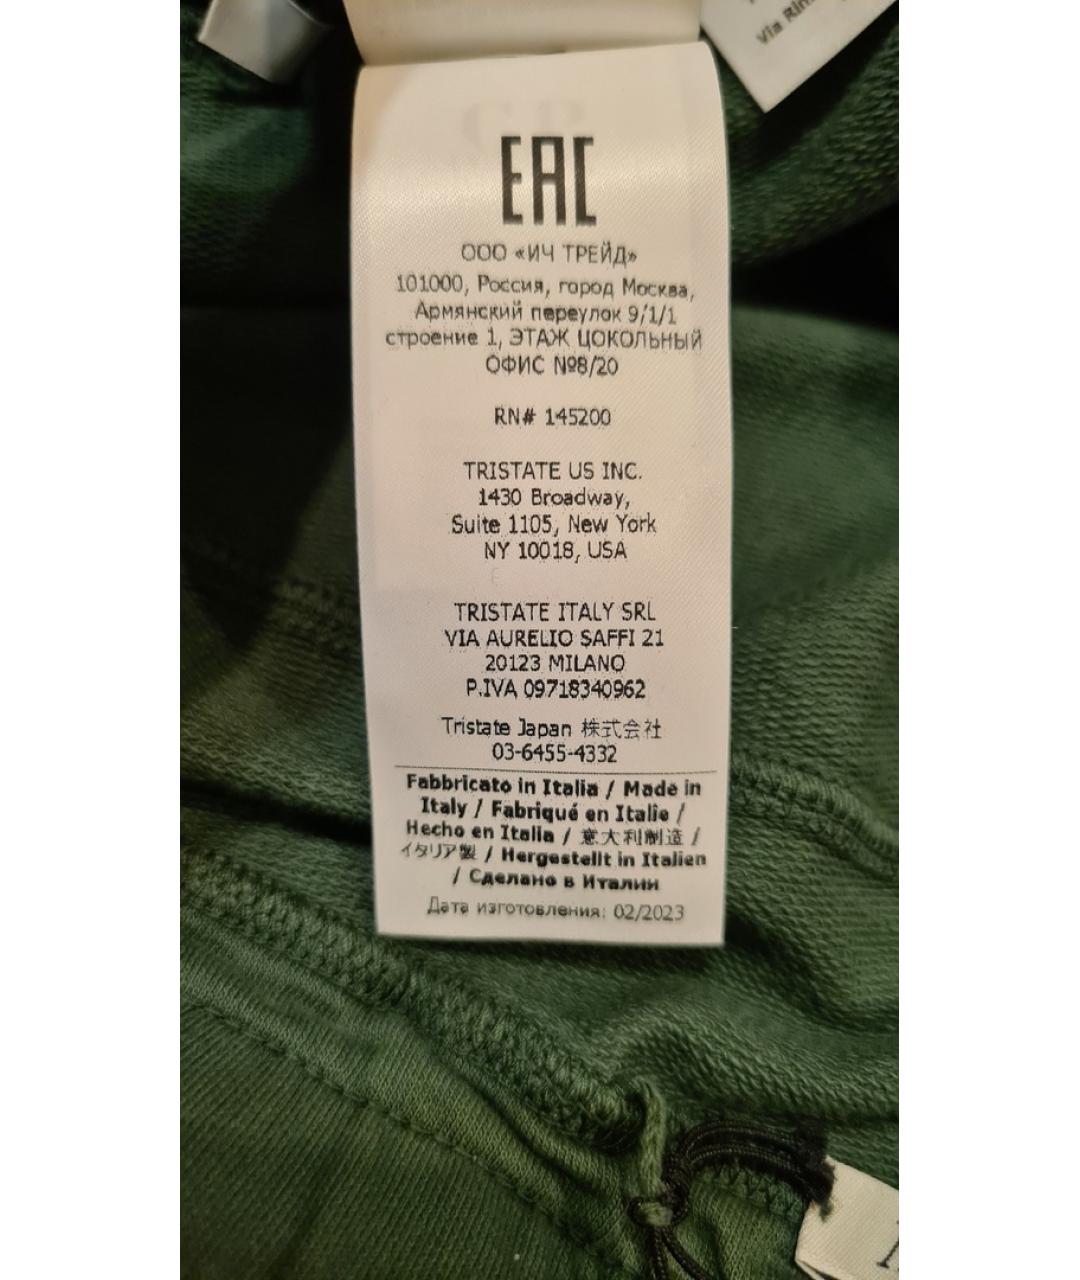 Via Rim
EAC
ООО «ИЧ ТРЕЙД»
101000, Россия, город Москва,
Армянский переулок 9/1/1
строение 1, ЭТАЖ ЦОКОЛЬНЫЙ
ОФИС №8/20
RN# 145200
TRISTATE US INC.
1430 Broadway,
Suite 1105, New York
NY 10018, USA
TRISTATE ITALY SRL
VIA AURELIO SAFFI 21
20123 MILANO
P.IVA 09718340962
Tristate Japan 株式会社
03-6455-4332
Fabbricato in Italia / Made in
Italy / Fabriqué en Italie /
Hecho en Italia / 意大利制造 /
イタリア製 / Hergestellt in Italien
/ Сделано в Италии
Дата изготовления: 02/2023